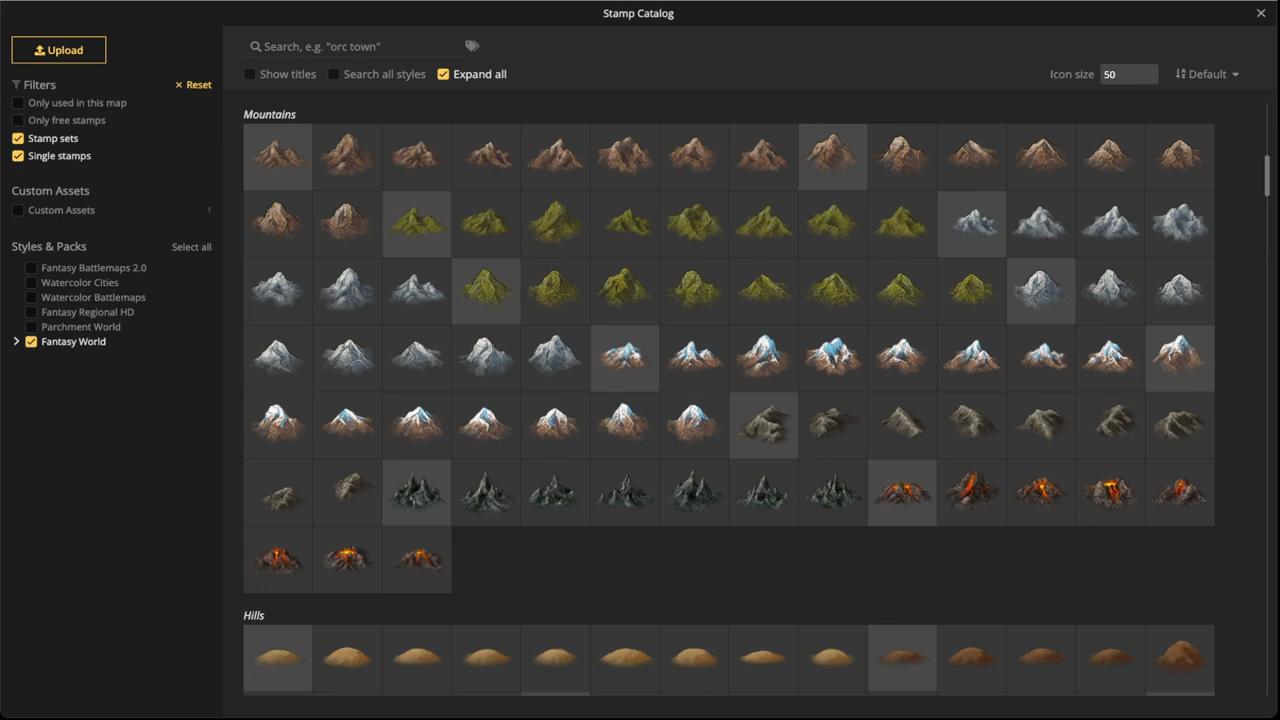 Stamp Catalog
Upload
Search, e.g. "orc town"
Show titles Search all styles Expand all
Icon size 50 Default
Filters Reset
Only used in this map
Only free stamps
Stamp sets
Single stamps
Custom Assets
Custom Assets 1
Styles & Packs Select all
Fantasy Battlemaps 2.0
Watercolor Cities
Watercolor Battlemaps
Fantasy Regional HD
Parchment World
Fantasy World
Mountains
Hills